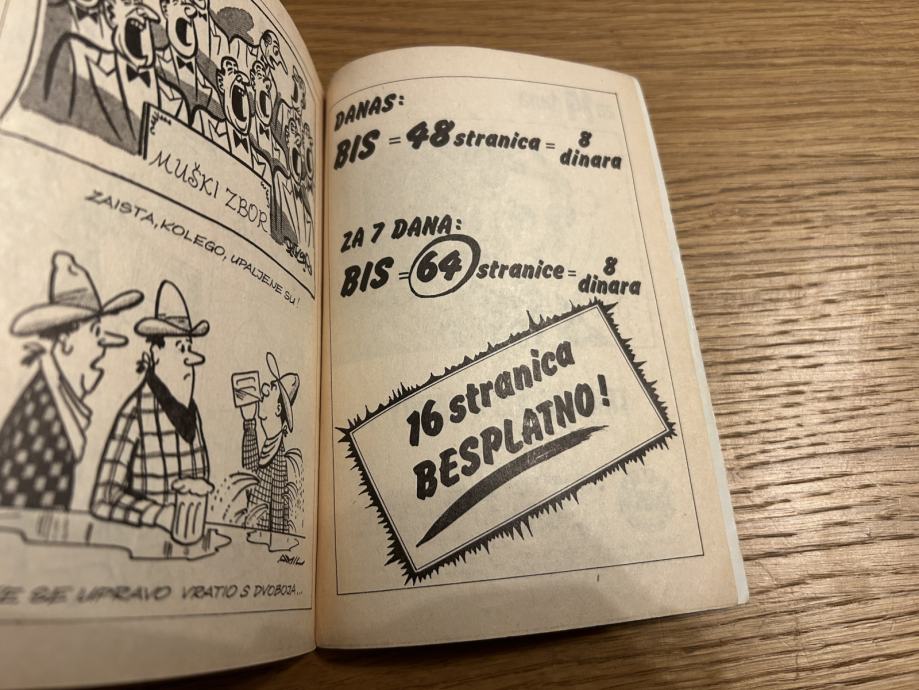 MUŠKI ZBOR
ZAISTA, KOLEGO, UPALJENE SU!
SE UPRAVO VRATIO S DVOBOJA...
DANAS:
BIS = 48 stranica = 8 dinara
ZA 7 DANA:
BIS = 64 stranice = 8 dinara
16 stranica
BESPLATNO!